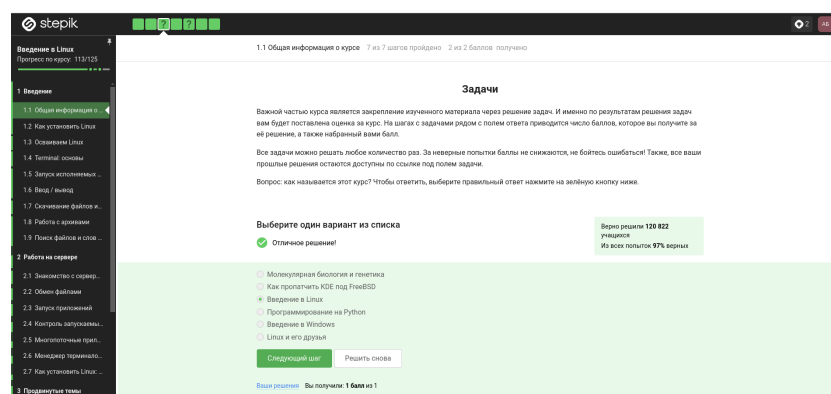 stepik
2
АБ
Введение в Linux
Прогресс по курсу: 113/125
1.1 Общая информация о курсе 7 из 7 шагов пройдено 2 из 2 баллов получено
1 Введение
1.1 Общая информация о ...
1.2 Как установить Linux
1.3 Осваиваем Linux
1.4 Terminal: основы
1.5 Запуск исполняемых ...
1.6 Ввод / вывод
1.7 Скачивание файлов и...
1.8 Работа с архивами
1.9 Поиск файлов и слов ...
2 Работа на сервере
2.1 Знакомство с сервер...
2.2 Обмен файлами
2.3 Запуск приложений
2.4 Контроль запускаемы...
2.5 Многопоточные прил...
2.6 Менеджер терминало...
2.7 Как установить Linux: ...
3 Продвинутые темы
Задачи
Важной частью курса является закрепление изученного материала через решение задач. И именно по результатам решения задач
вам будет поставлена оценка за курс. На шагах с задачами рядом с полем ответа приводится число баллов, которое вы получите за
её решение, а также набранный вами балл.
Все задачи можно решать любое количество раз. За неверные попытки баллы не снижаются, не бойтесь ошибаться! Также, все ваши
прошлые решения остаются доступны по ссылке под полем задачи.
Вопрос: как называется этот курс? Чтобы ответить, выберите правильный ответ нажмите на зелёную кнопку ниже.
Выберите один вариант из списка
Отличное решение!
Верно решили 120 822
учащихся
Из всех попыток 97% верных
Молекулярная биология и генетика
Как пропатчить KDE под FreeBSD
Введение в Linux
Программирование на Python
Введение в Windows
Linux и его друзья
Следующий шаг Решить снова
Ваши решения Вы получили: 1 балл из 1